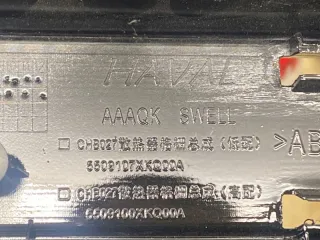 HAVAL
AAAQK SWELL
□ CHB027散热器格栅总成（低配） >AB
5509107XKQ00A
□ CHB027散热器格栅总成（高配）
5509100XKQ00A